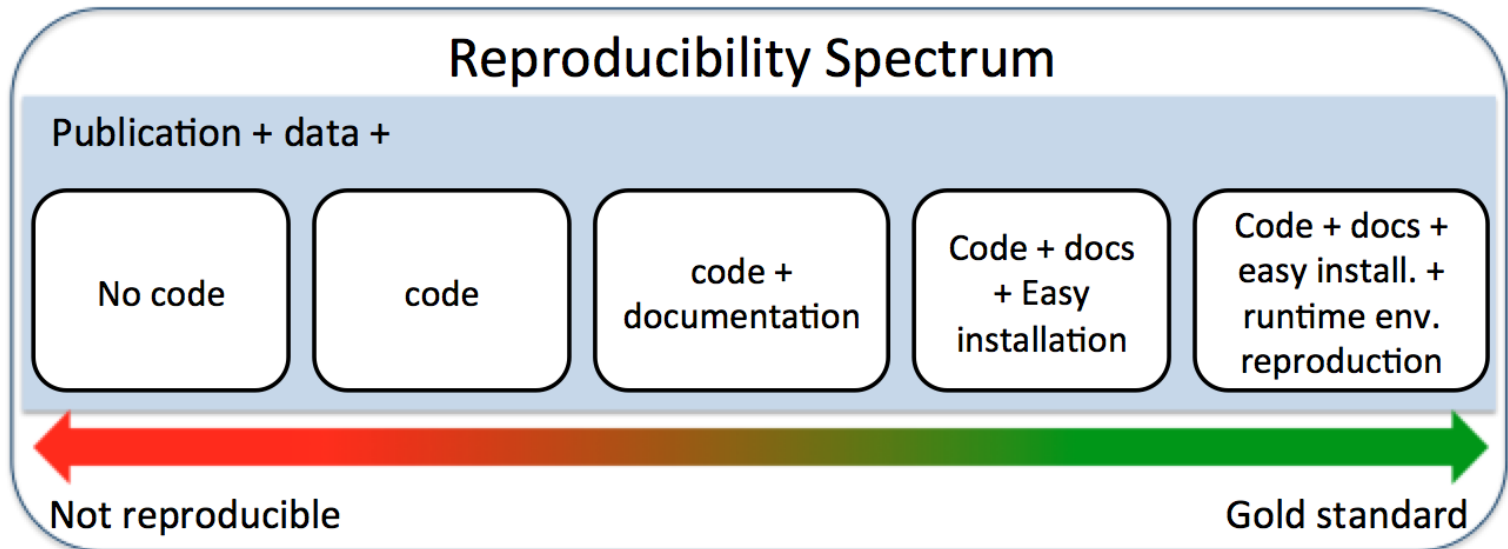 Reproducibility Spectrum
Publication + data +
No code
code
code +
documentation
Code + docs
+ Easy
installation
Code + docs +
easy install. +
runtime env.
reproduction
Not reproducible
Gold standard